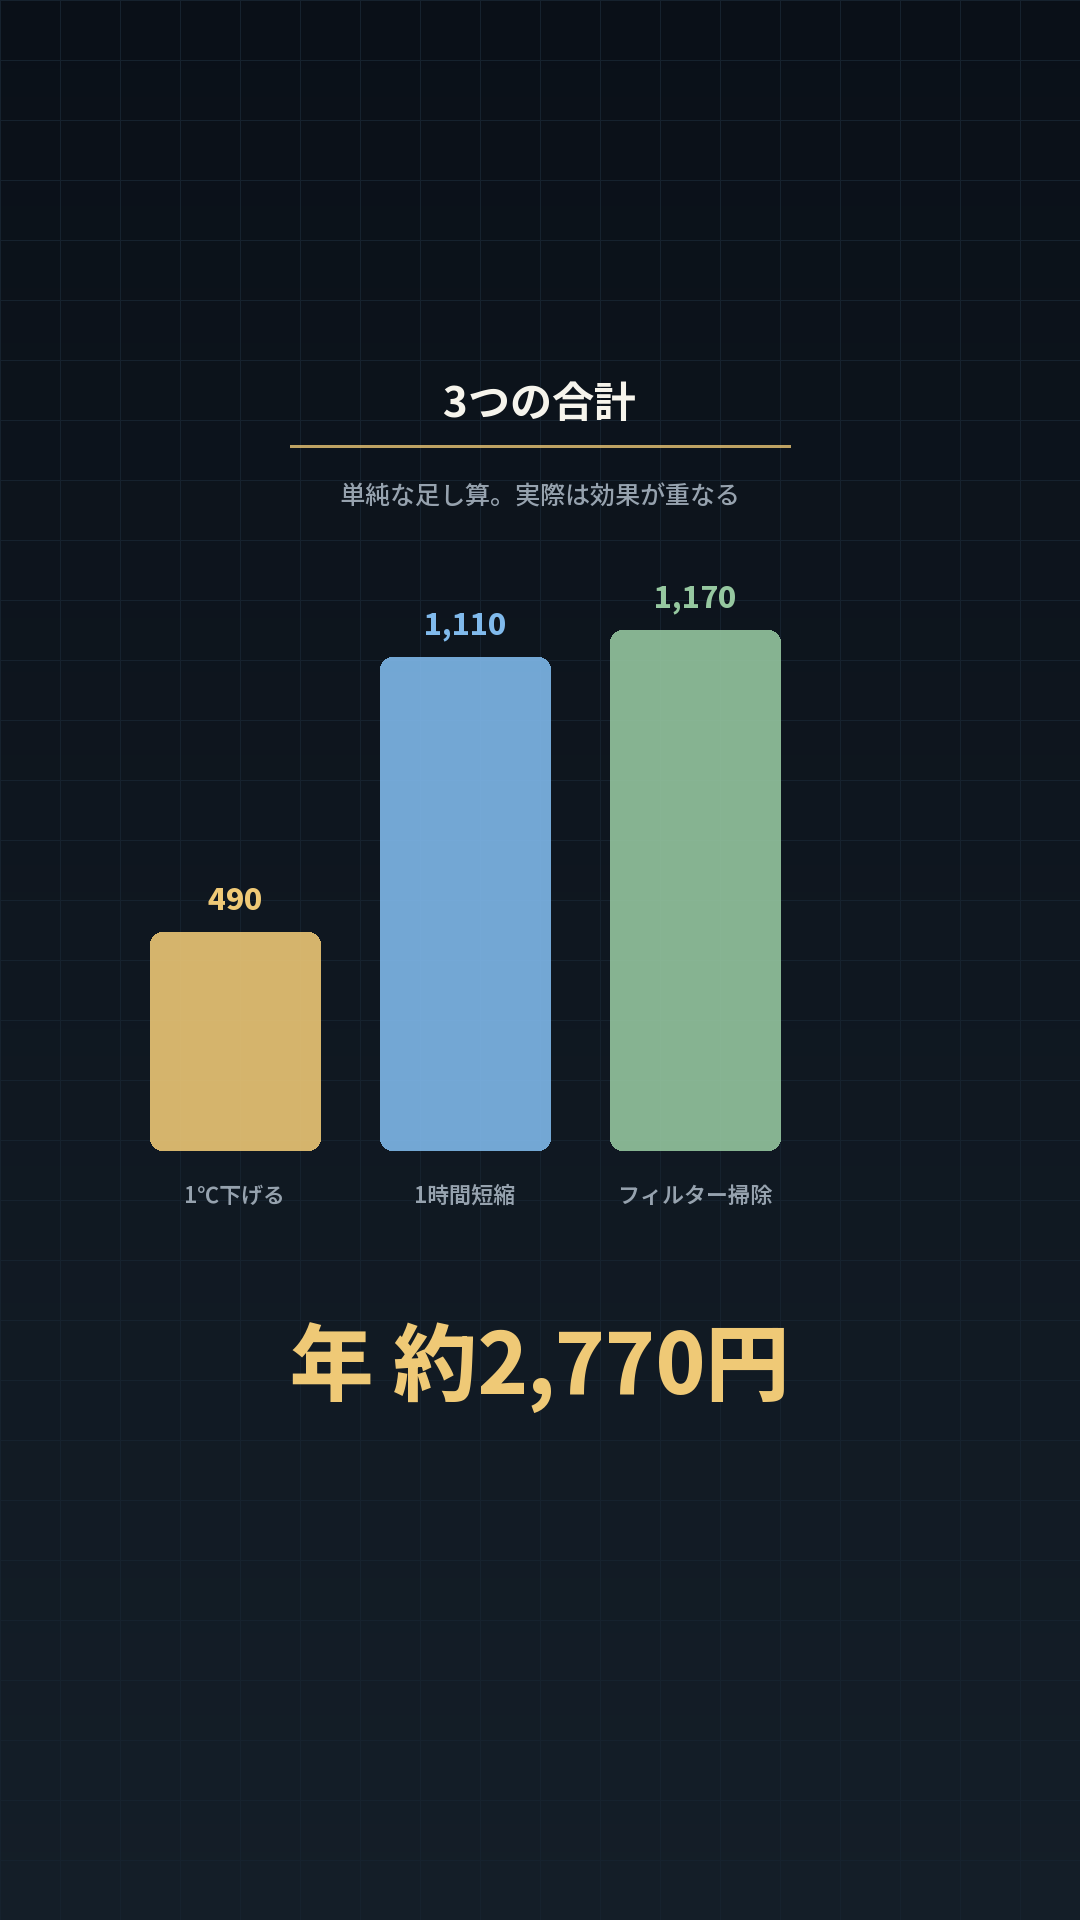 3つの合計
単純な足し算。実際は効果が重なる
490
1,110
1,170
1℃下げる
1時間短縮
フィルター掃除
年 約2,770円